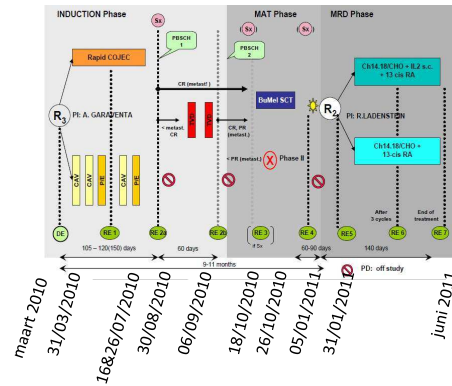 INDUCTION Phase
MAT Phase
MRD Phase
Sx
(Sx)
(Sx)
PBSCH
1
PBSCH
2
Rapid COJEC
CR (metast!)
Ch14.18/CHO + IL2 s.c.
+ 13 cis RA
BuMel SCT
R3
PI: A. GARAVENTA
R2
PI: R.LADENSTEIN
< metast.
CR
TVD
TVD
CR, PR
(metast.)
< PR (metast.)
X
Phase II
Ch14.18/CHO +
13-cis RA
CAV
CAV
P/E
CAV
P/E
After
3 cycles
End of
treatment
DE
RE 1
RE 2a
RE 2b
RE 3
RE 4
RE5
RE 6
RE 7
if Sx
105 – 120(150) days
60 days
60-90 days
140 days
9-11 months
PD: off study
maart 2010
31/03/2010
16&26/07/2010
30/08/2010
06/09/2010
18/10/2010
26/10/2010
05/01/2011
31/01/2011
juni 2011